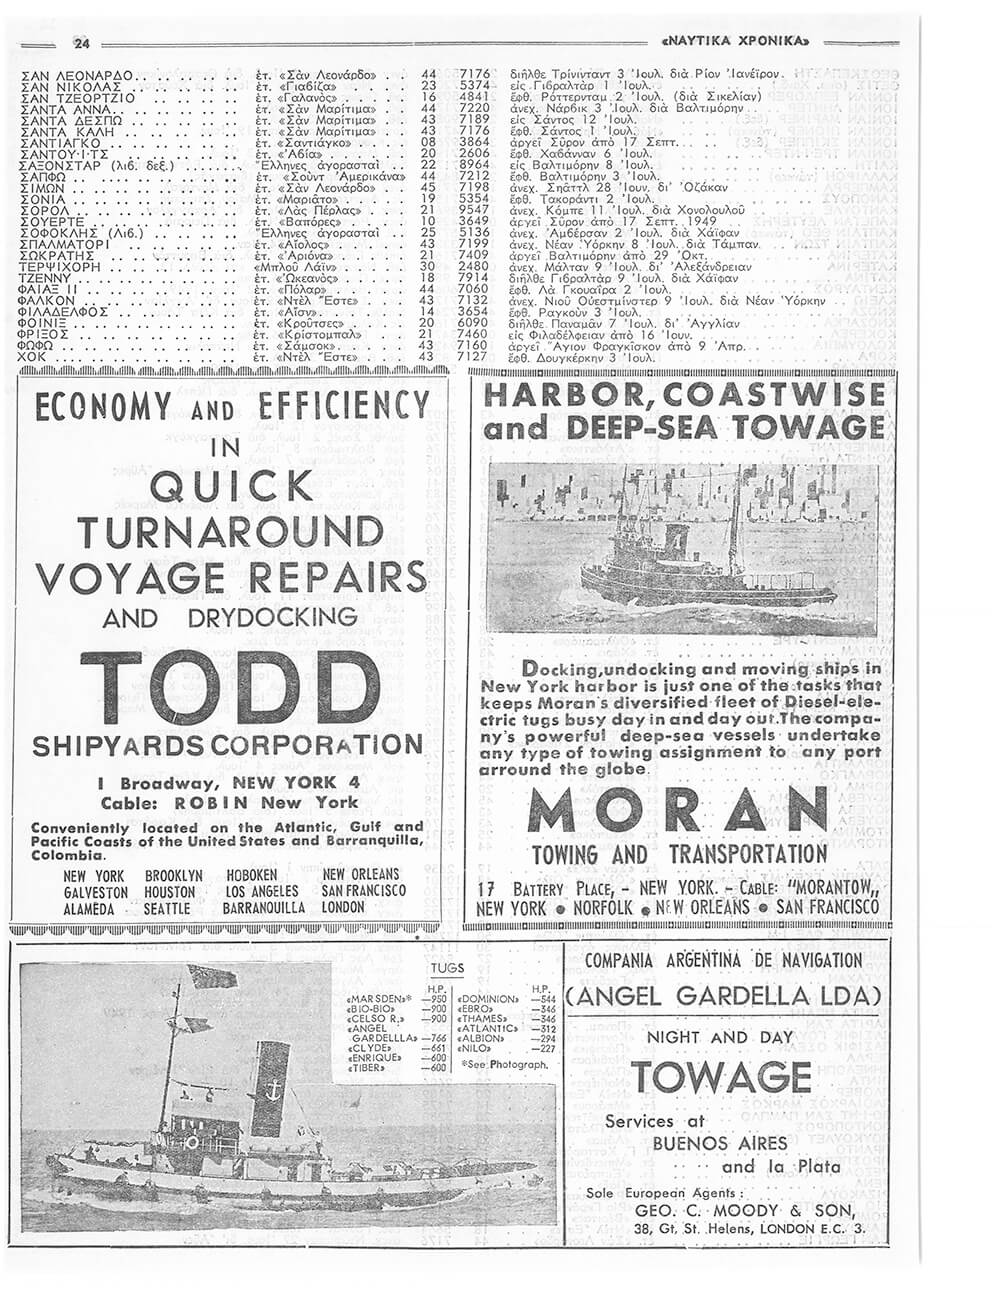 24 «ΝΑΥΤΙΚΑ ΧΡΟΝΙΚΑ»
ΣΑΝ ΛΕΟΝΑΡΔΟ ἑτ. «Σὰν Λεονάρδο» 44 7176 διῆλθε Τρίνινταντ 3 Ἰουλ. διὰ Ρίον Ἰανέϊρον.
ΣΑΝ ΝΙΚΟΛΑΣ ἑτ. «Γιαβίζα» 23 5374 εἰς Γιβραλτὰρ 1 Ἰουλ.
ΣΑΝ ΤΖΕΟΡΤΖΙΟ ἑτ. «Γαλανὸς» 16 4841 ἔφθ. Ρόττερνταμ 2 Ἰουλ. (διὰ Σικελίαν)
ΣΑΝΤΑ ΑΝΝΑ ἑτ. «Σὰν Μαρίτιμα» 44 7220 ἀνεχ. Νάρβικ 3 Ἰουλ. διὰ Βαλτιμόρην
ΣΑΝΤΑ ΔΕΣΠΩ ἑτ. «Σὰν Μαρίτιμα» 43 7189 εἰς Σάντος 12 Ἰουλ.
ΣΑΝΤΑ ΚΑΛΗ ἑτ. «Σὰν Μαρίτιμα» 43 7176 ἔφθ. Σάντος 1 Ἰουλ.
ΣΑΝΤΙΑΓΚΟ ἑτ. «Σαντιάγκο» 08 3864 ἀργεῖ Σῦρον ἀπὸ 17 Σεπτ.
ΣΑΝΤΟΥ·Ι·ΤΣ ἑτ. «Ἀβία» 20 2606 ἔφθ. Χαβάνναν 6 Ἰουλ.
ΣΑΞΟΝΣΤΑΡ (λιβ. δεξ.) Ἕλληνες ἀγορασταὶ 22 8964 εἰς Βαλτιμόρην 8 Ἰουλ.
ΣΑΠΦΩ ἑτ. «Σοὺντ Ἀμερικάνα» 44 7212 ἔφθ. Βαλτιμόρην 3 Ἰουλ.
ΣΙΜΩΝ ἑτ. «Σὰν Λεονάρδο» 45 7198 ἀνεχ. Σηάττλ 28 Ἰουν. δι' Ὀζάκαν
ΣΟΝΙΑ ἑτ. «Μαριάτο» 19 5354 ἔφθ. Τακοράντι 2 Ἰουλ.
ΣΟΡΟΛ ἑτ. «Λὰς Πέρλας» 21 9547 ἀνεχ. Κόμπε 11 Ἰουλ. διὰ Χονολουλοῦ
ΣΟΥΕΡΤΕ ἑτ. «Βαπόρες» 10 3649 ἀργεῖ Σῦρον ἀπὸ 17 Σεπτ. 1949
ΣΟΦΟΚΛΗΣ (Λιβ.) Ἕλληνες ἀγορασταὶ 25 5136 ἀνεχ. Ἀμβέρσαν 2 Ἰουλ. διὰ Χάϊφαν
ΣΠΑΛΜΑΤΟΡΙ ἑτ. «Αἴολος» 43 7199 ἀνεχ. Νέαν Ὑόρκην 8 Ἰουλ. διὰ Τάμπαν.
ΣΩΚΡΑΤΗΣ ἑτ. «Ἀριόνα» 21 7409 ἀργεῖ Βαλτιμόρην ἀπὸ 29 Ὀκτ.
ΤΕΡΨΙΧΟΡΗ «Μπλοῦ Λάϊν» 30 2480 ἀνεχ. Μάλταν 9 Ἰουλ. δι' Ἀλεξάνδρειαν
ΤΖΕΝΝΥ ἑτ. «Ὠκεανὸς» 18 7914 διῆλθε Γιβραλτὰρ 9 Ἰουλ. διὰ Χάϊφαν
ΦΑΙΑΞ ΙΙ ἑτ. «Πόλαρ» 44 7060 ἔφθ. Λὰ Γκουαΐρα 2 Ἰουλ.
ΦΑΛΚΟΝ ἑτ. «Ντὲλ Ἔστε» 43 7132 ἀνεχ. Νιοῦ Οὐεστμίνστερ 9 Ἰουλ. διὰ Νέαν Ὑόρκην
ΦΙΛΑΔΕΛΦΟΣ ἑτ. «Αἴσν» 14 3654 ἔφθ. Ραγκοὺν 3 Ἰουλ.
ΦΟΙΝΙΞ ἑτ. «Κροῦτσες» 20 6090 διῆλθε Παναμᾶν 7 Ἰουλ. δι' Ἀγγλίαν
ΦΡΙΞΟΣ ἑτ. «Κρίστομπαλ» 21 7460 εἰς Φιλαδέλφειαν ἀπὸ 16 Ἰουν.
ΦΩΦΩ ἑτ. «Σάμσοκ» 43 7160 ἀργεῖ Ἅγιον Φραγκῖσκον ἀπὸ 9 Ἀπρ.
ΧΟΚ ἑτ. «Ντὲλ Ἔστε» 43 7127 ἔφθ. Δουγκέρκην 3 Ἰουλ.
ECONOMY AND EFFICIENCY
IN
QUICK
TURNAROUND
VOYAGE REPAIRS
AND DRYDOCKING
TODD
SHIPYARDS CORPORATION
I Broadway, NEW YORK 4
Cable: ROBIN New York
Conveniently located on the Atlantic, Gulf and
Pacific Coasts of the United States and Barranquilla,
Colombia.
NEW YORK BROOKLYN HOBOKEN NEW ORLEANS
GALVESTON HOUSTON LOS ANGELES SAN FRANCISCO
ALAMEDA SEATTLE BARRANQUILLA LONDON
HARBOR, COASTWISE
and DEEP-SEA TOWAGE
Docking, undocking and moving ships in
New York harbor is just one of the tasks that
keeps Moran's diversified fleet of Diesel-ele-
ctric tugs busy day in and day out. The compa-
ny's powerful deep-sea vessels undertake
any type of towing assignment to any port
arround the globe.
MORAN
TOWING AND TRANSPORTATION
17 BATTERY PLACE, - NEW YORK. - CABLE: "MORANTOW,,
NEW YORK • NORFOLK • NEW ORLEANS • SAN FRANCISCO
TUGS
H.P. H.P.
«MARSDEN»* —950 «DOMINION» —544
«BIO-BIO» —900 «EBRO» —346
«CELSO R.» —900 «THAMES» —346
«ANGEL «ATLANTIC» —312
GARDELLLA» —766 «ALBION» —294
«CLYDE» —661 «NILO» —227
«ENRIQUE» —600
«TIBER» —600
*See Photograph.
COMPANIA ARGENTINA DE NAVIGATION
(ANGEL GARDELLA LDA)
NIGHT AND DAY
TOWAGE
Services at
BUENOS AIRES
and la Plata
Sole European Agents :
GEO. C. MOODY & SON,
38, Gt. St. Helens, LONDON E.C. 3.